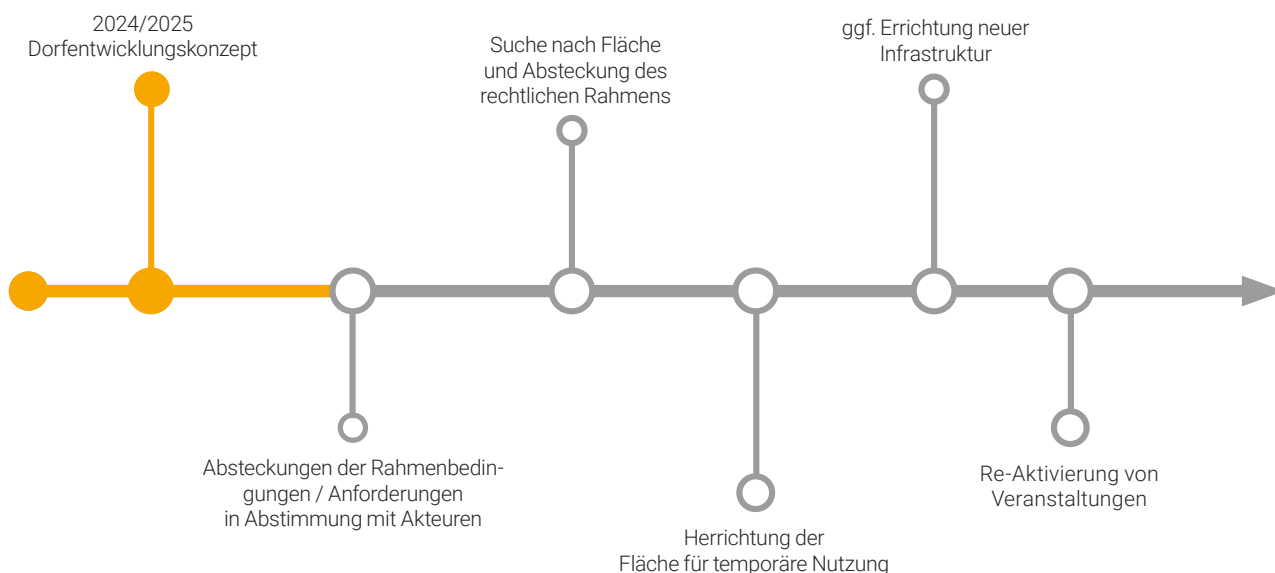 2024/2025
Dorfentwicklungskonzept
Absteckungen der Rahmenbedin-
gungen / Anforderungen
in Abstimmung mit Akteuren
Suche nach Fläche
und Absteckung des
rechtlichen Rahmens
Herrichtung der
Fläche für temporäre Nutzung
ggf. Errichtung neuer
Infrastruktur
Re-Aktivierung von
Veranstaltungen